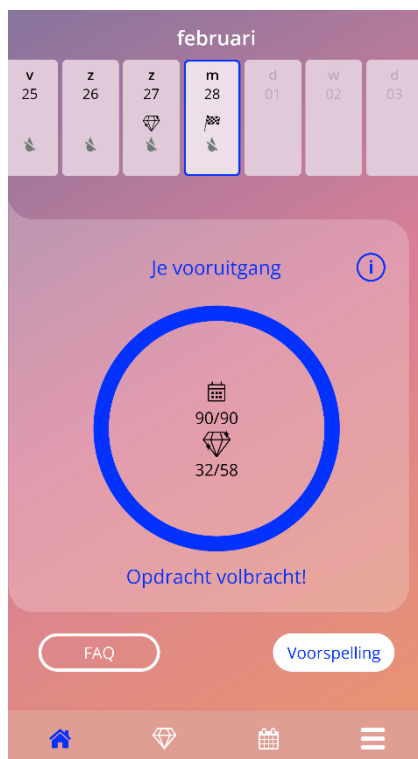 februari
v z z m d w d
25 26 27 28 01 02 03
Je vooruitgang
i
90/90
32/58
Opdracht volbracht!
FAQ Voorspelling